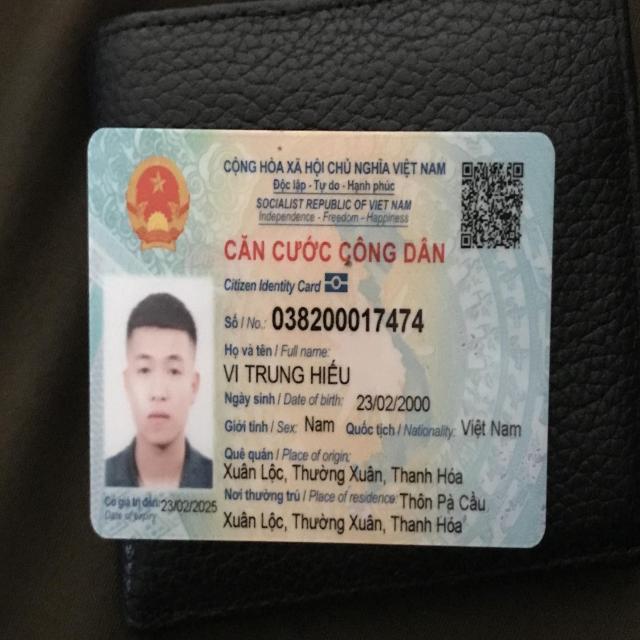 CỘNG HÒA XÃ HỘI CHỦ NGHĨA VIỆT NAM
Độc lập - Tự do - Hạnh phúc
SOCIALIST REPUBLIC OF VIET NAM
Independence - Freedom - Happiness
CĂN CƯỚC CÔNG DÂN
Citizen Identity Card
Số / No.: 038200017474
Họ và tên / Full name:
VI TRUNG HIẾU
Ngày sinh / Date of birth: 23/02/2000
Giới tính / Sex: Nam Quốc tịch / Nationality: Việt Nam
Quê quán / Place of origin:
Xuân Lộc, Thường Xuân, Thanh Hóa
Nơi thường trú / Place of residence: Thôn Pà Cầu
Xuân Lộc, Thường Xuân, Thanh Hóa
Có giá trị đến: 23/02/2025
Date of expiry